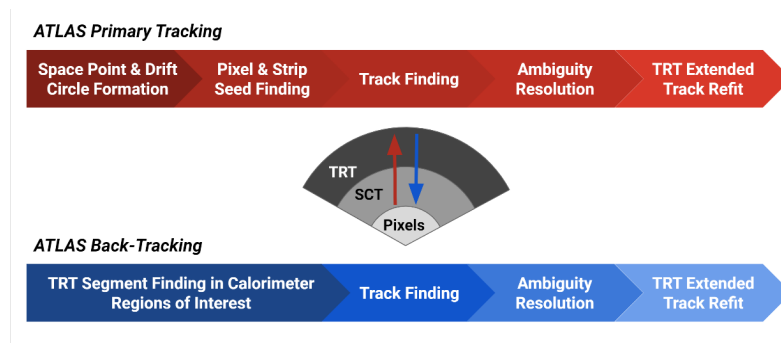 ATLAS Primary Tracking
Space Point & Drift
Circle Formation
Pixel & Strip
Seed Finding
Track Finding
Ambiguity
Resolution
TRT Extended
Track Refit
TRT
SCT
Pixels
ATLAS Back-Tracking
TRT Segment Finding in Calorimeter
Regions of Interest
Track Finding
Ambiguity
Resolution
TRT Extended
Track Refit